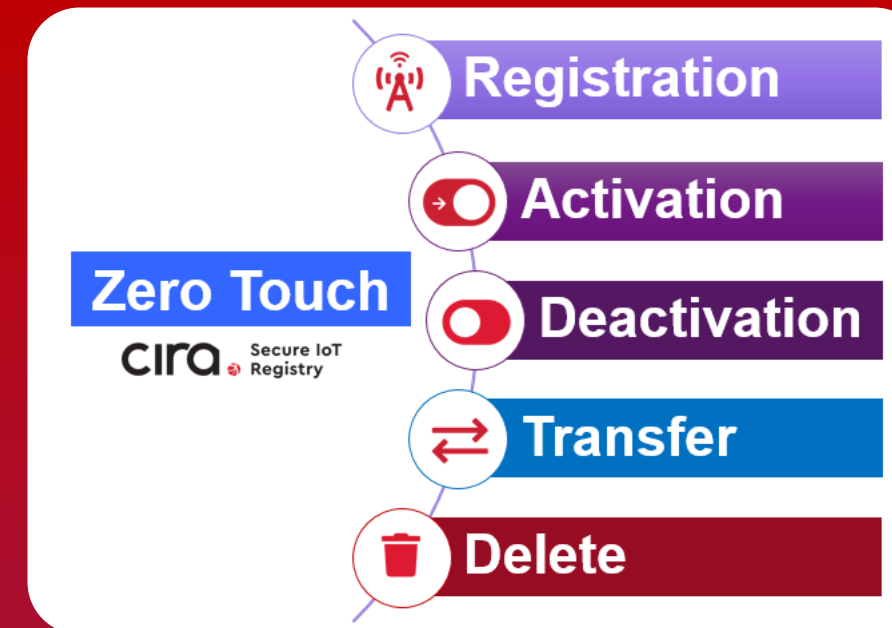 Registration
Activation
Zero Touch
cira Secure IoT
Registry
Deactivation
Transfer
Delete